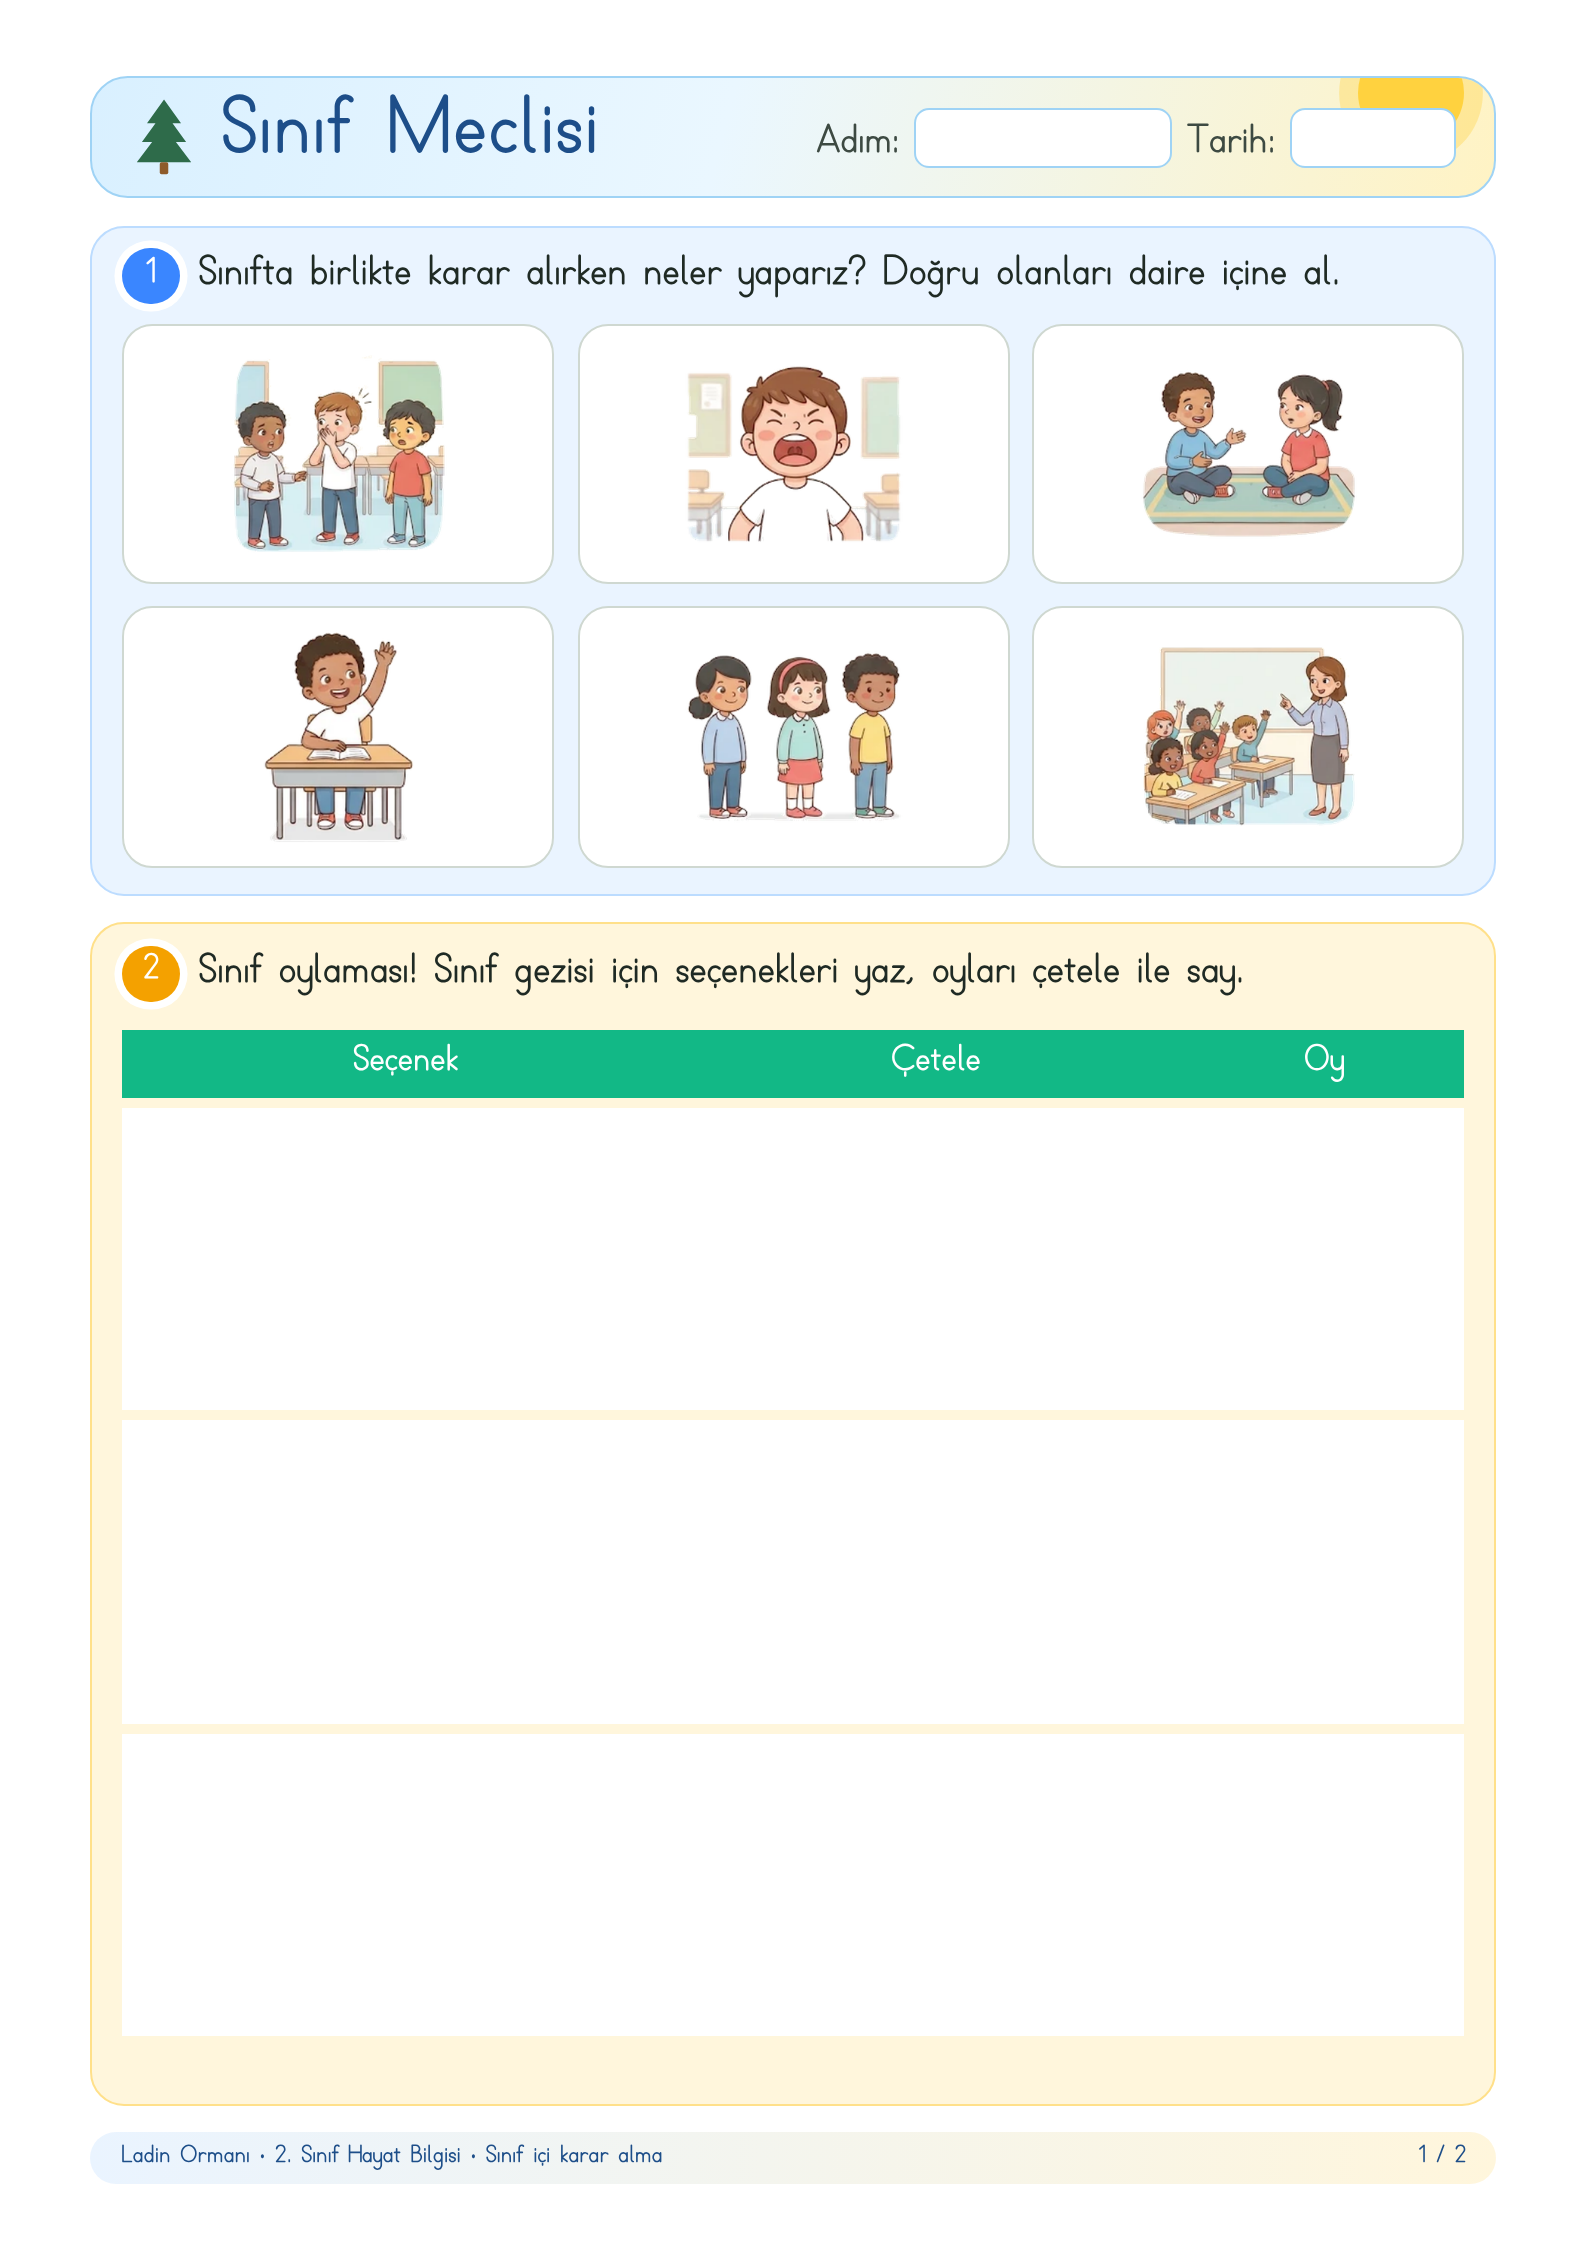 Sınıf Meclisi
Adım:
Tarih:
1 Sınıfta birlikte karar alırken neler yaparız? Doğru olanları daire içine al.
2 Sınıf oylaması! Sınıf gezisi için seçenekleri yaz, oyları çetele ile say.
Seçenek Çetele Oy
Ladin Ormanı • 2. Sınıf Hayat Bilgisi • Sınıf içi karar alma 1 / 2